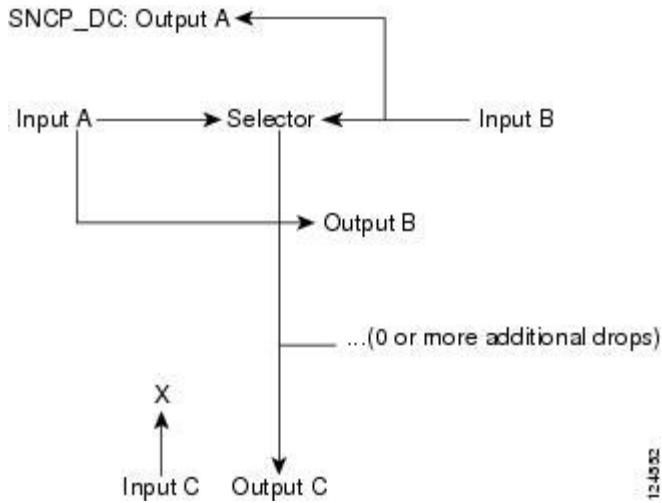 SNCP_DC: Output A
Input A
Selector
Input B
Output B
...(0 or more additional drops)
X
Input C
Output C
124552